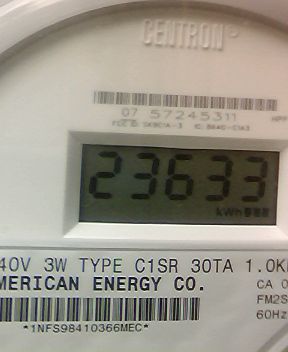 CENTRON
07 57245311
23633
kWh
40V 3W TYPE C1SR 30TA 1.0K
MERICAN ENERGY CO.
CA 0
FM2S
*1NFS98410366MEC*
60Hz